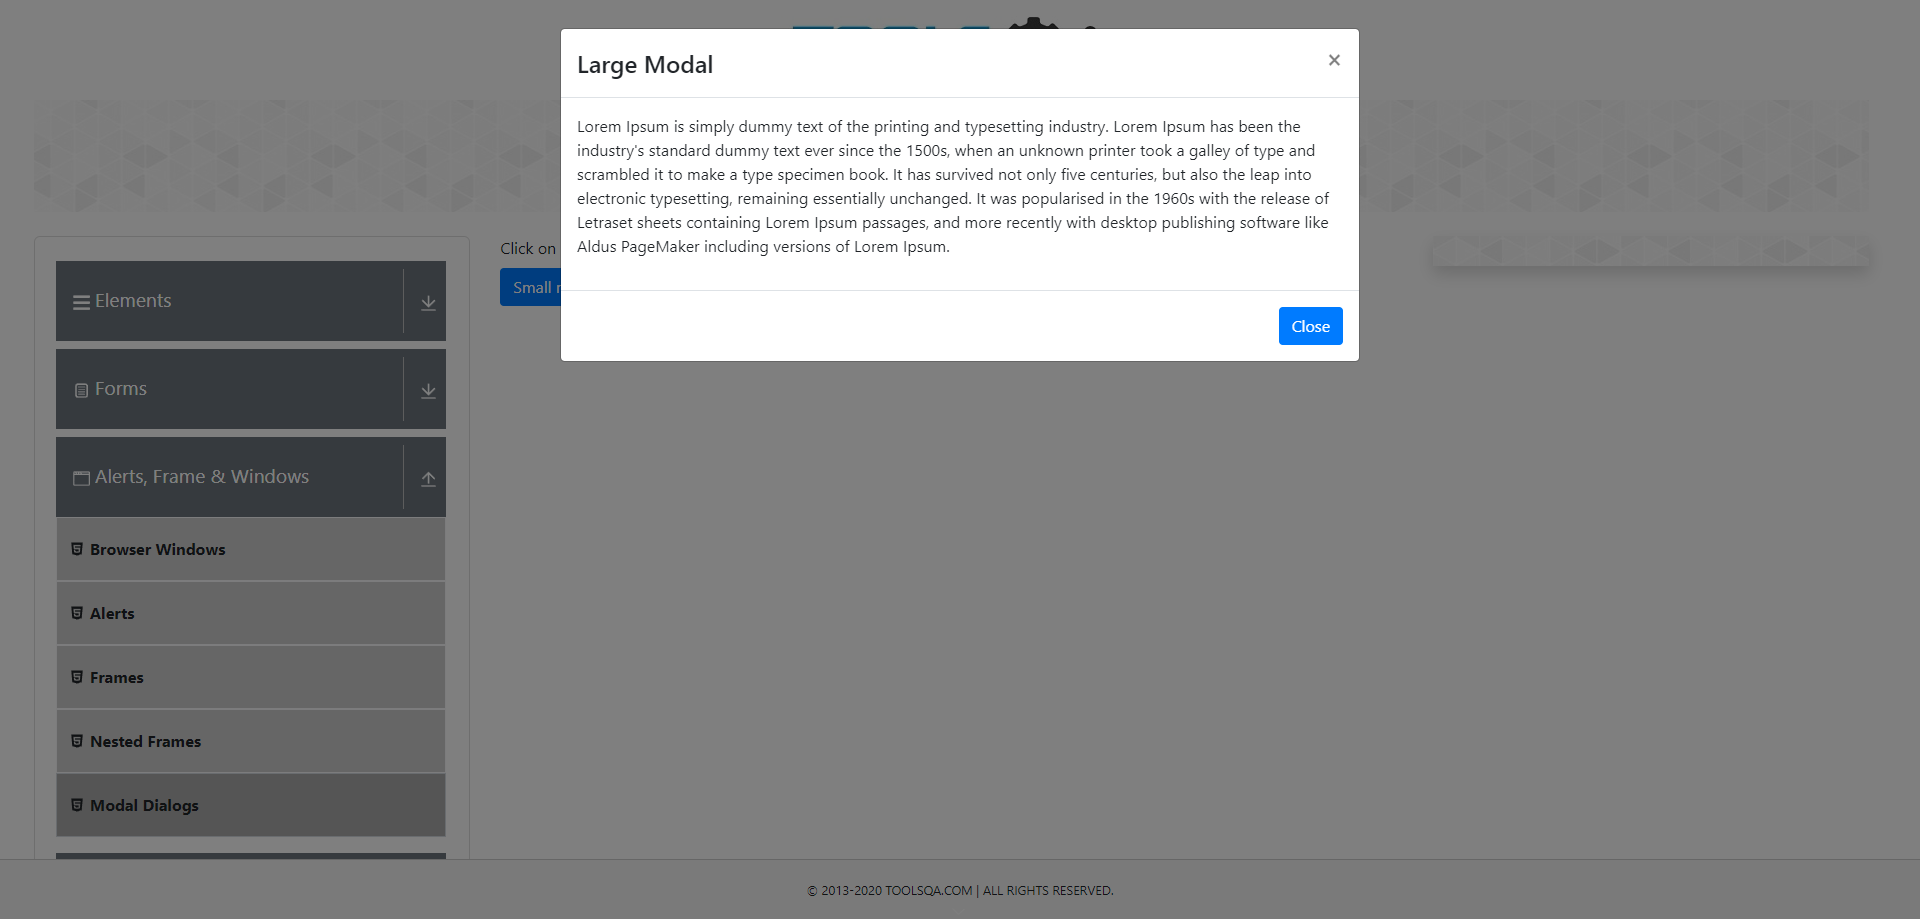 Large Modal
×
Lorem Ipsum is simply dummy text of the printing and typesetting industry. Lorem Ipsum has been the
industry's standard dummy text ever since the 1500s, when an unknown printer took a galley of type and
scrambled it to make a type specimen book. It has survived not only five centuries, but also the leap into
electronic typesetting, remaining essentially unchanged. It was popularised in the 1960s with the release of
Letraset sheets containing Lorem Ipsum passages, and more recently with desktop publishing software like
Aldus PageMaker including versions of Lorem Ipsum.
Close
Click on
Small
Elements
Forms
Alerts, Frame & Windows
Browser Windows
Alerts
Frames
Nested Frames
Modal Dialogs
© 2013-2020 TOOLSQA.COM | ALL RIGHTS RESERVED.